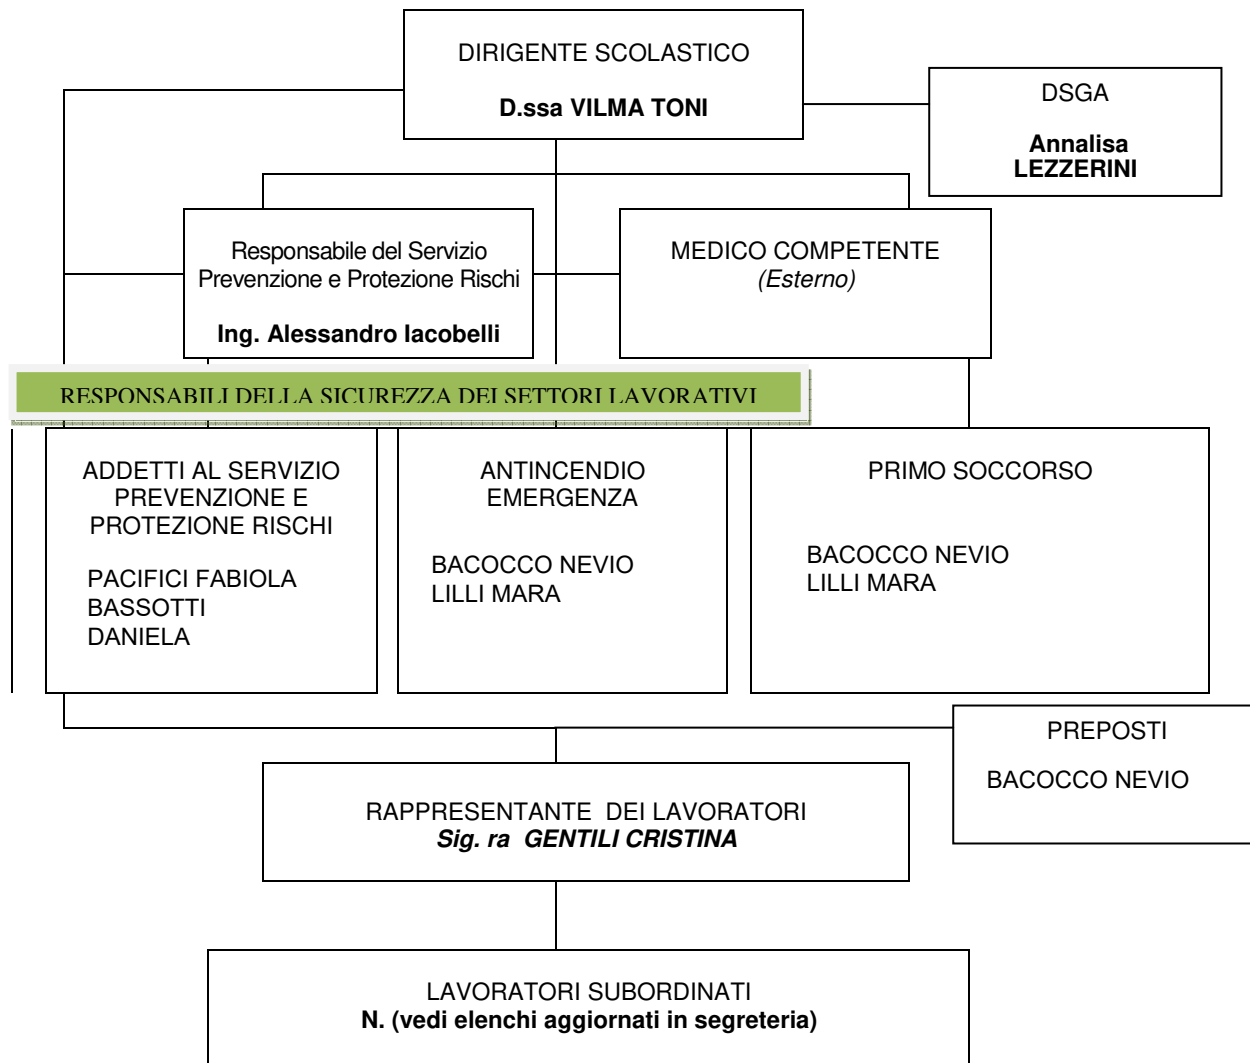 DIRIGENTE SCOLASTICO
D.ssa VILMA TONI
DSGA
Annalisa
LEZZERINI
Responsabile del Servizio
Prevenzione e Protezione Rischi
Ing. Alessandro Iacobelli
MEDICO COMPETENTE
(Esterno)
RESPONSABILI DELLA SICUREZZA DEI SETTORI LAVORATIVI
ADDETTI AL SERVIZIO
PREVENZIONE E
PROTEZIONE RISCHI
PACIFICI FABIOLA
BASSOTTI
DANIELA
ANTINCENDIO
EMERGENZA
BACOCCO NEVIO
LILLI MARA
PRIMO SOCCORSO
BACOCCO NEVIO
LILLI MARA
PREPOSTI
BACOCCO NEVIO
RAPPRESENTANTE DEI LAVORATORI
Sig. ra GENTILI CRISTINA
LAVORATORI SUBORDINATI
N. (vedi elenchi aggiornati in segreteria)